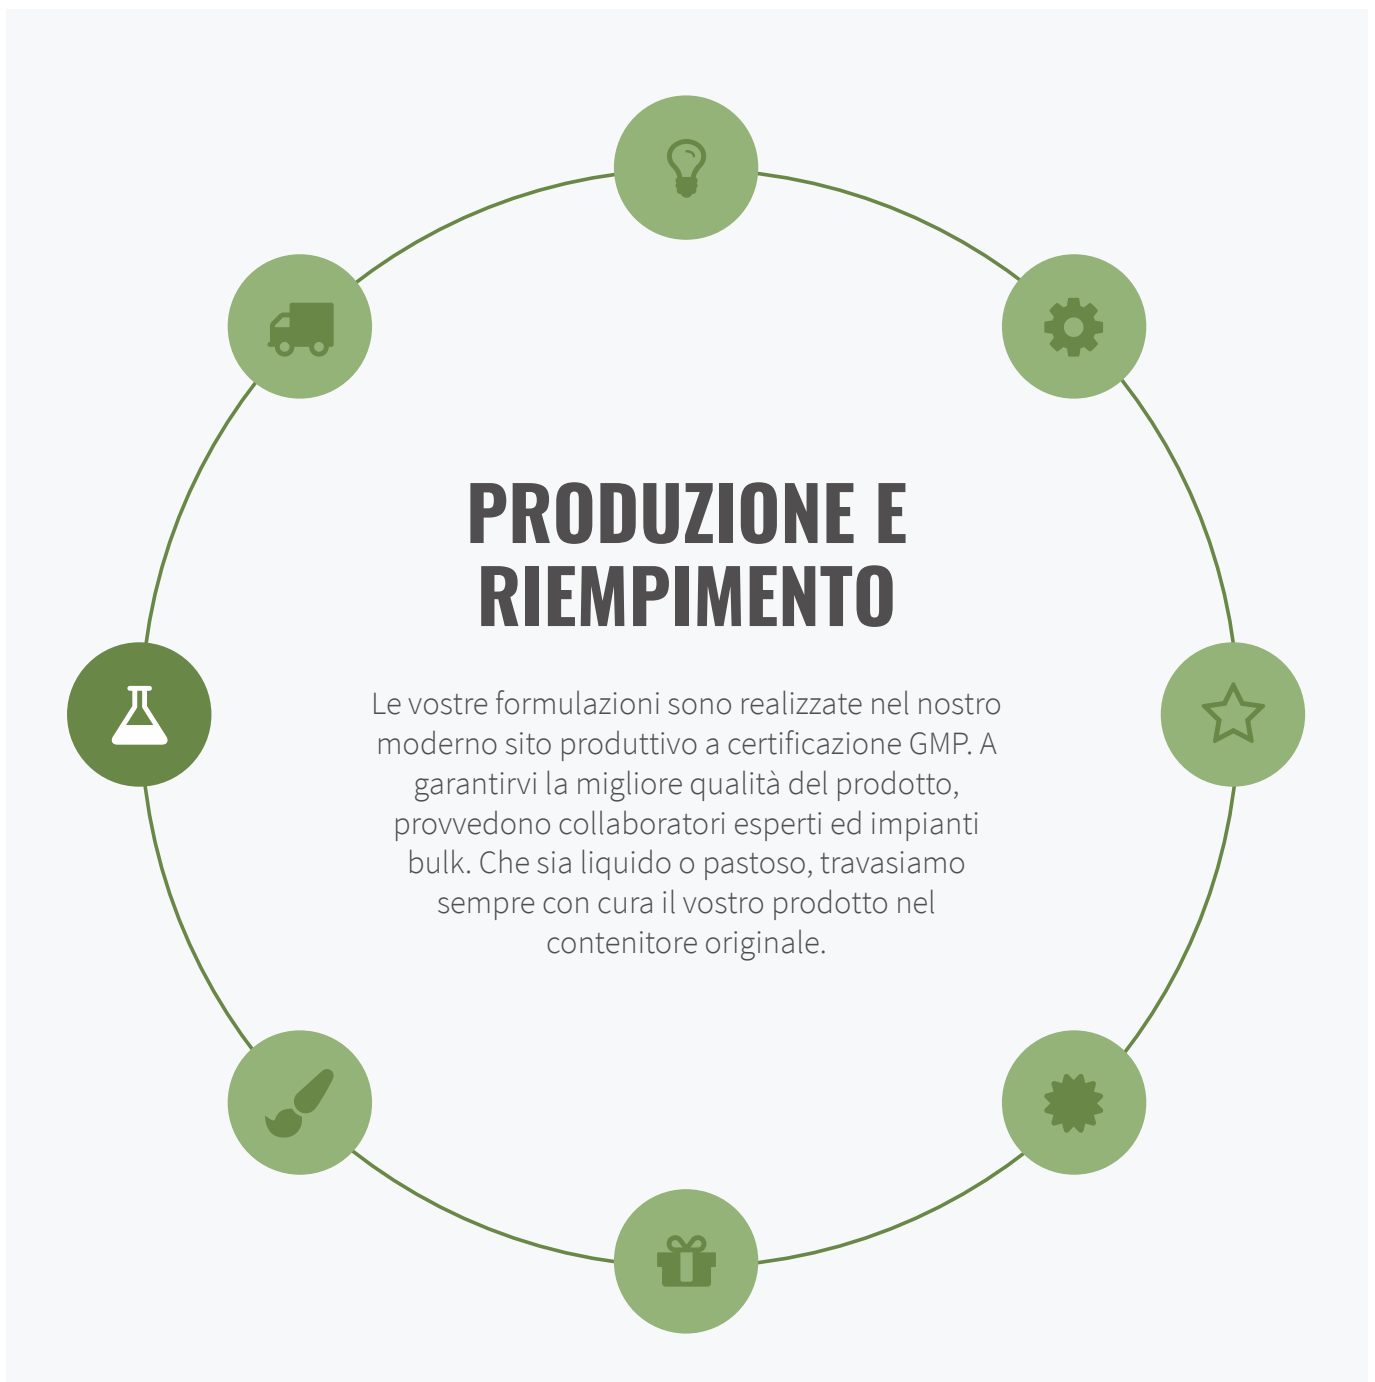 PRODUZIONE E
RIEMPIMENTO
Le vostre formulazioni sono realizzate nel nostro
moderno sito produttivo a certificazione GMP. A
garantirvi la migliore qualità del prodotto,
provvedono collaboratori esperti ed impianti
bulk. Che sia liquido o pastoso, travasiamo
sempre con cura il vostro prodotto nel
contenitore originale.